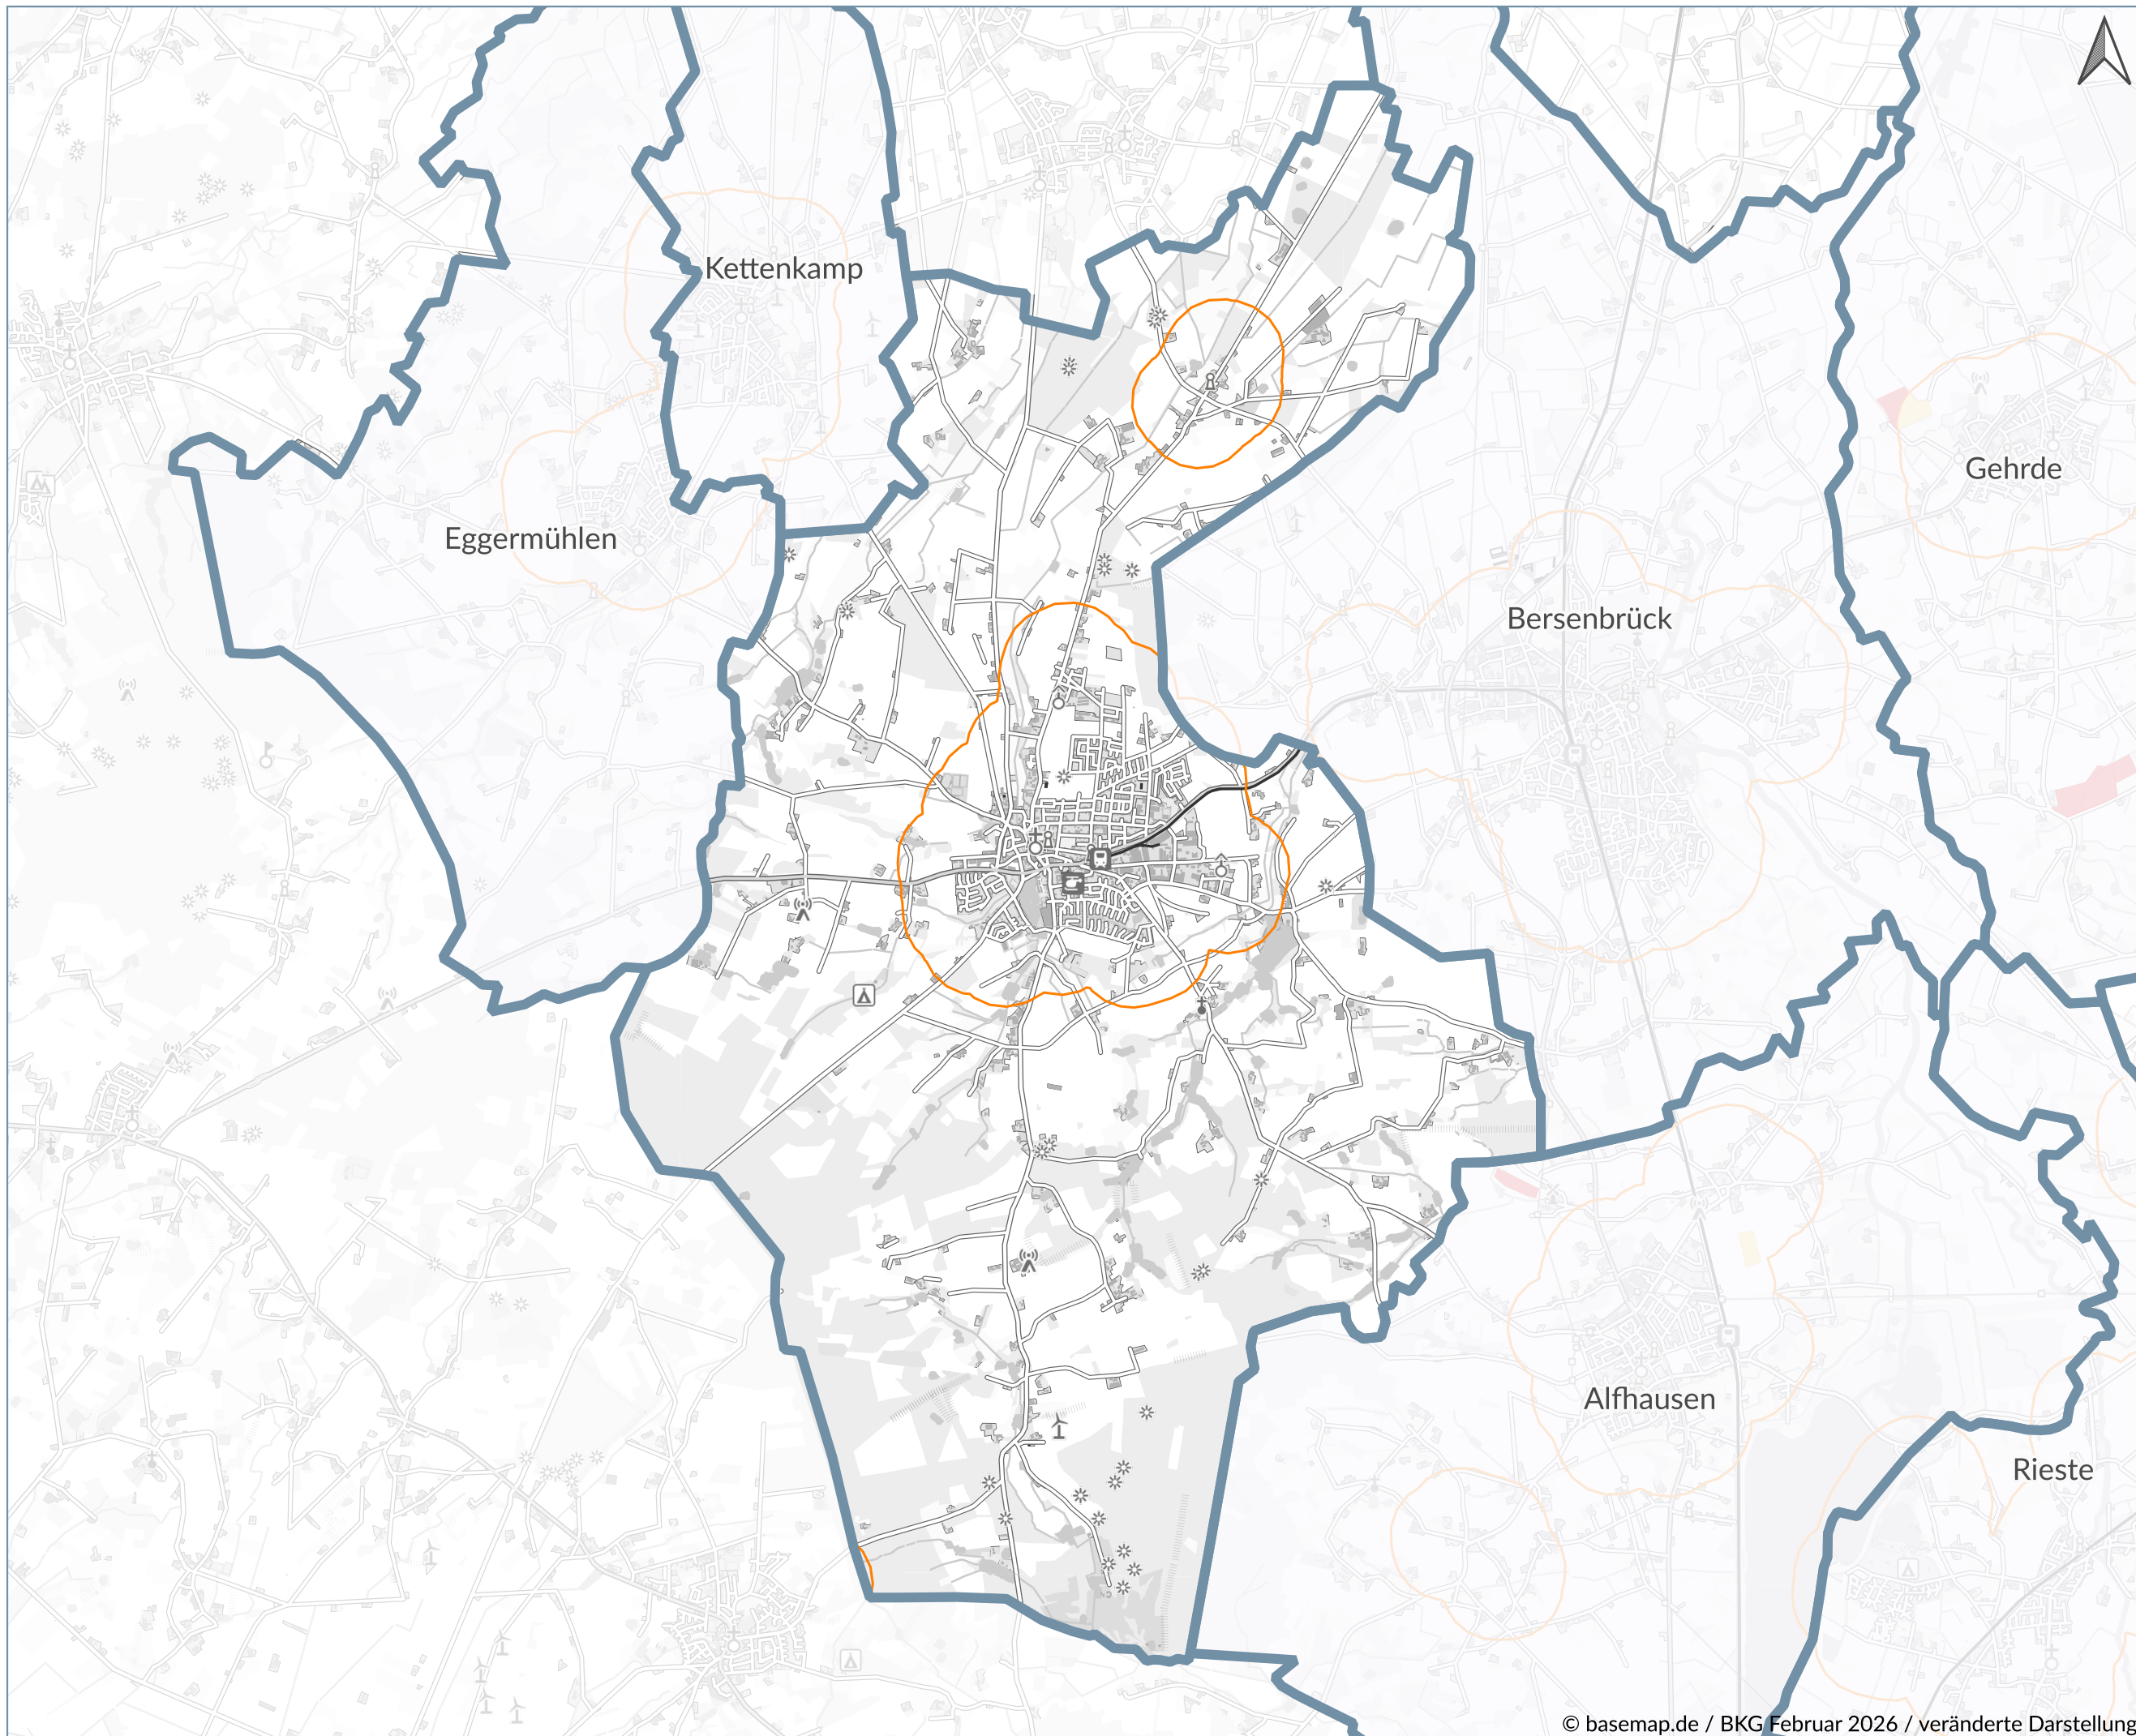 Kettenkamp
Gehrde
Eggermühlen
Bersenbrück
Alfhausen
Rieste
© basemap.de / BKG Februar 2026 / veränderte Darstellung